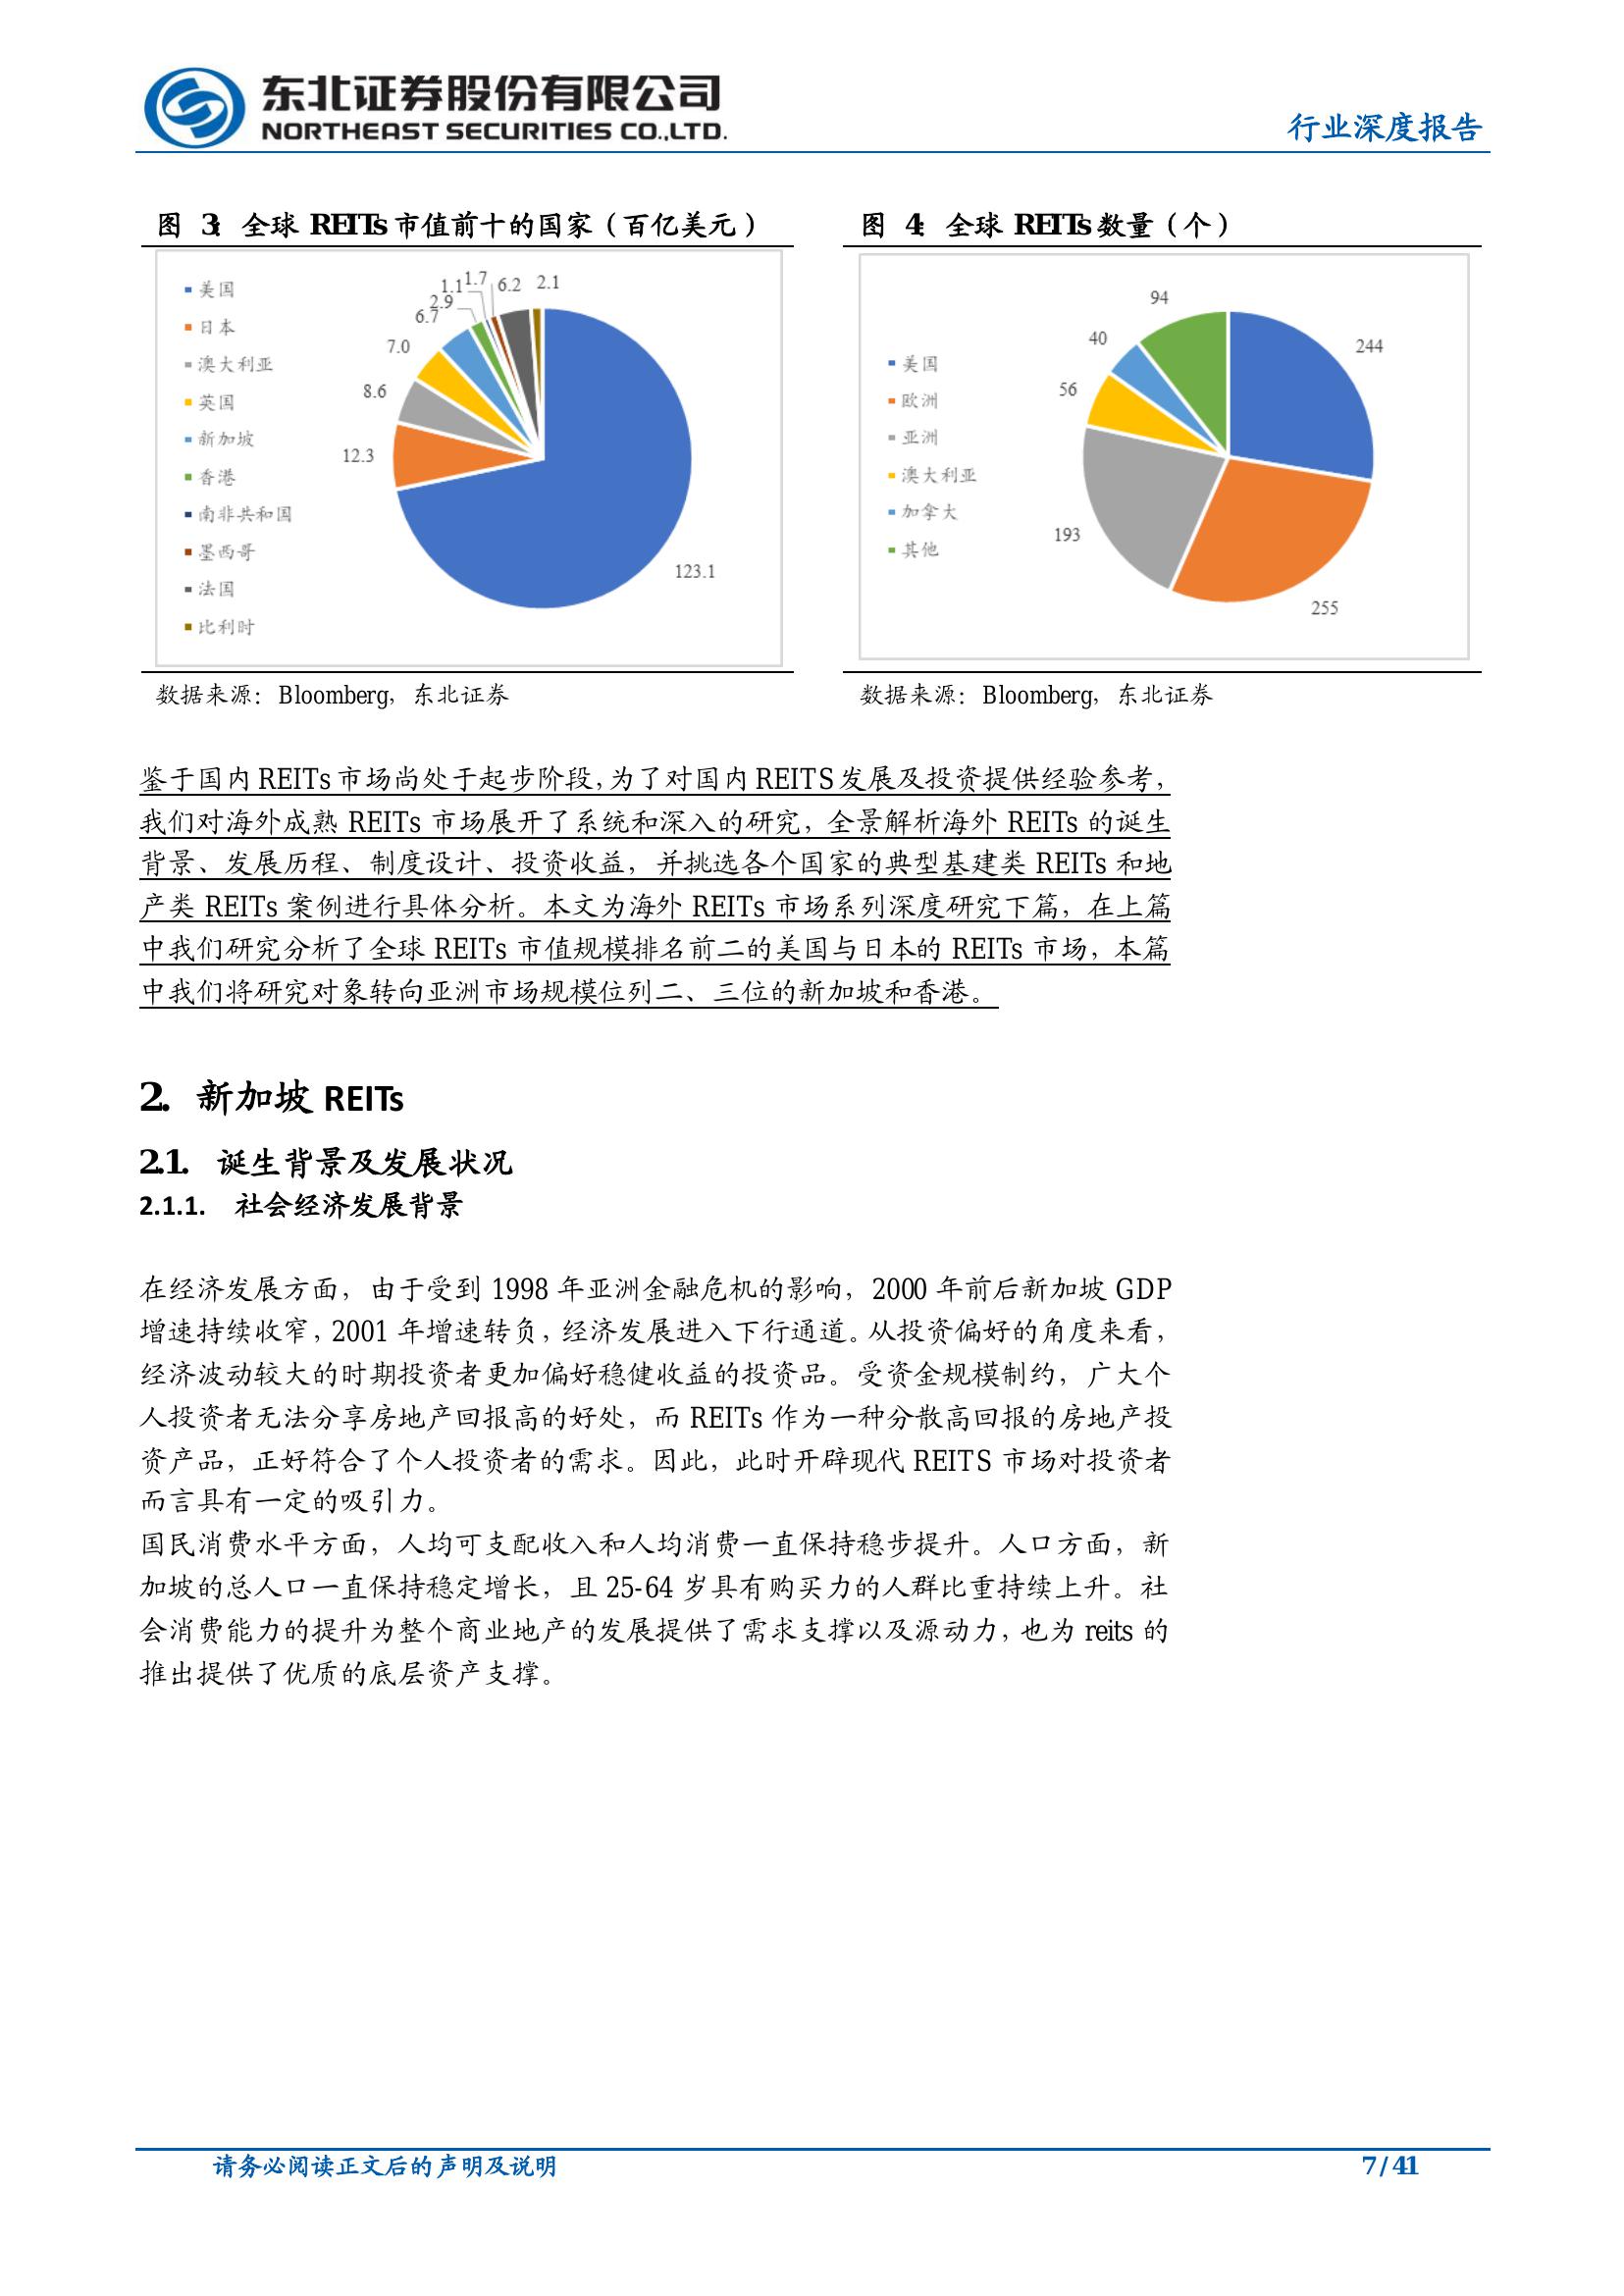 东北证券股份有限公司
NORTHEAST SECURITIES CO.,LTD.
行业深度报告
图 3: 全球 REITs 市值前十的国家（百亿美元）
美国
日本
澳大利亚
英国
新加坡
香港
南非共和国
墨西哥
法国
比利时
123.1
12.3
8.6
7.0
6.7
2.9
1.1
1.7
6.2
2.1
数据来源：Bloomberg，东北证券
图 4: 全球 REITs 数量（个）
美国
欧洲
亚洲
澳大利亚
加拿大
其他
244
255
193
56
40
94
数据来源：Bloomberg，东北证券
鉴于国内 REITs 市场尚处于起步阶段，为了对国内 REITS 发展及投资提供经验参考，
我们对海外成熟 REITs 市场展开了系统和深入的研究，全景解析海外 REITs 的诞生
背景、发展历程、制度设计、投资收益，并挑选各个国家的典型基建类 REITs 和地
产类 REITs 案例进行具体分析。本文为海外 REITs 市场系列深度研究下篇，在上篇
中我们研究分析了全球 REITs 市值规模排名前二的美国与日本的 REITs 市场，本篇
中我们将研究对象转向亚洲市场规模位列二、三位的新加坡和香港。
2. 新加坡 REITs
2.1. 诞生背景及发展状况
2.1.1. 社会经济发展背景
在经济发展方面，由于受到 1998 年亚洲金融危机的影响，2000 年前后新加坡 GDP
增速持续收窄，2001 年增速转负，经济发展进入下行通道。从投资偏好的角度来看，
经济波动较大的时期投资者更加偏好稳健收益的投资品。受资金规模制约，广大个
人投资者无法分享房地产回报高的好处，而 REITs 作为一种分散高回报的房地产投
资产品，正好符合了个人投资者的需求。因此，此时开辟现代 REITS 市场对投资者
而言具有一定的吸引力。
国民消费水平方面，人均可支配收入和人均消费一直保持稳步提升。人口方面，新
加坡的总人口一直保持稳定增长，且 25-64 岁具有购买力的人群比重持续上升。社
会消费能力的提升为整个商业地产的发展提供了需求支撑以及源动力，也为 reits 的
推出提供了优质的底层资产支撑。
请务必阅读正文后的声明及说明
7 / 41